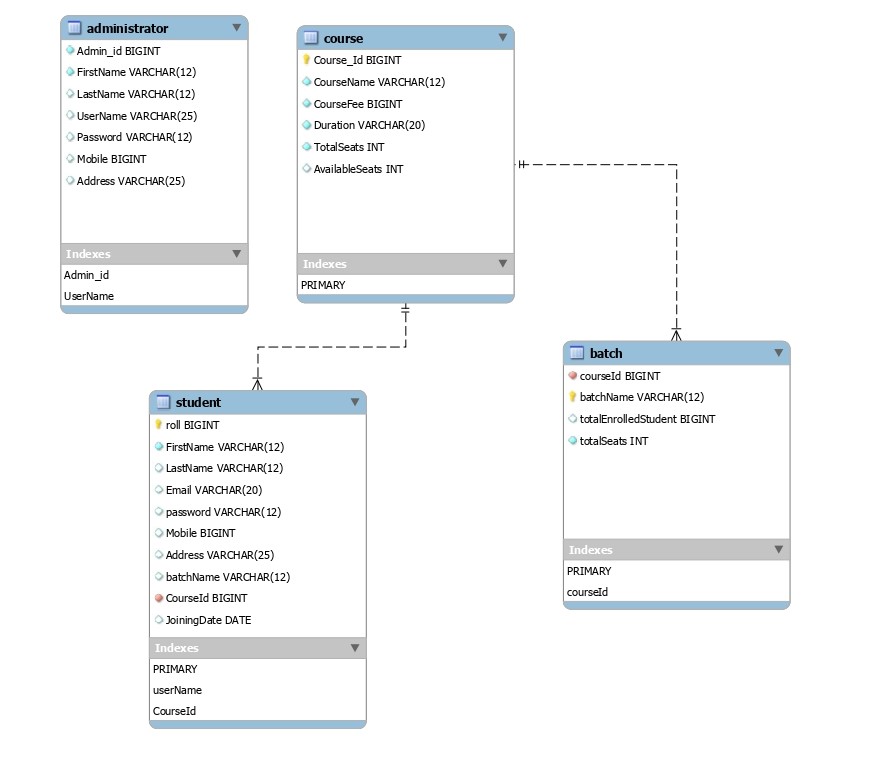 administrator
Admin_id BIGINT
FirstName VARCHAR(12)
LastName VARCHAR(12)
UserName VARCHAR(25)
Password VARCHAR(12)
Mobile BIGINT
Address VARCHAR(25)
Indexes
Admin_id
UserName
course
Course_Id BIGINT
CourseName VARCHAR(12)
CourseFee BIGINT
Duration VARCHAR(20)
TotalSeats INT
AvailableSeats INT
Indexes
PRIMARY
student
roll BIGINT
FirstName VARCHAR(12)
LastName VARCHAR(12)
Email VARCHAR(20)
password VARCHAR(12)
Mobile BIGINT
Address VARCHAR(25)
batchName VARCHAR(12)
CourseId BIGINT
JoiningDate DATE
Indexes
PRIMARY
userName
CourseId
batch
courseId BIGINT
batchName VARCHAR(12)
totalEnrolledStudent BIGINT
totalSeats INT
Indexes
PRIMARY
courseId